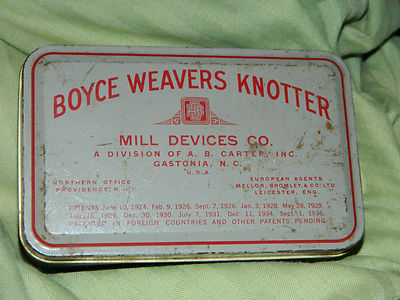 BOYCE WEAVERS KNOTTER
MILL DEVICES CO.
A DIVISION OF A. B. CARTER, INC.
GASTONIA, N. C.
U. S. A.
NORTHERN OFFICE
PROVIDENCE, R. I.
EUROPEAN AGENTS
MELLOR, BROMLEY & CO. LTD.
LEICESTER, ENG.
PATENTS June 10, 1924. Feb. 9, 1926. Sept. 7, 1926. Jan. 3, 1928. May 28, 1929.
July 16, 1929. Dec. 30, 1930. July 7, 1931. Dec. 11, 1934. Sept. 1, 1936.
PATENTED IN FOREIGN COUNTRIES AND OTHER PATENTS PENDING